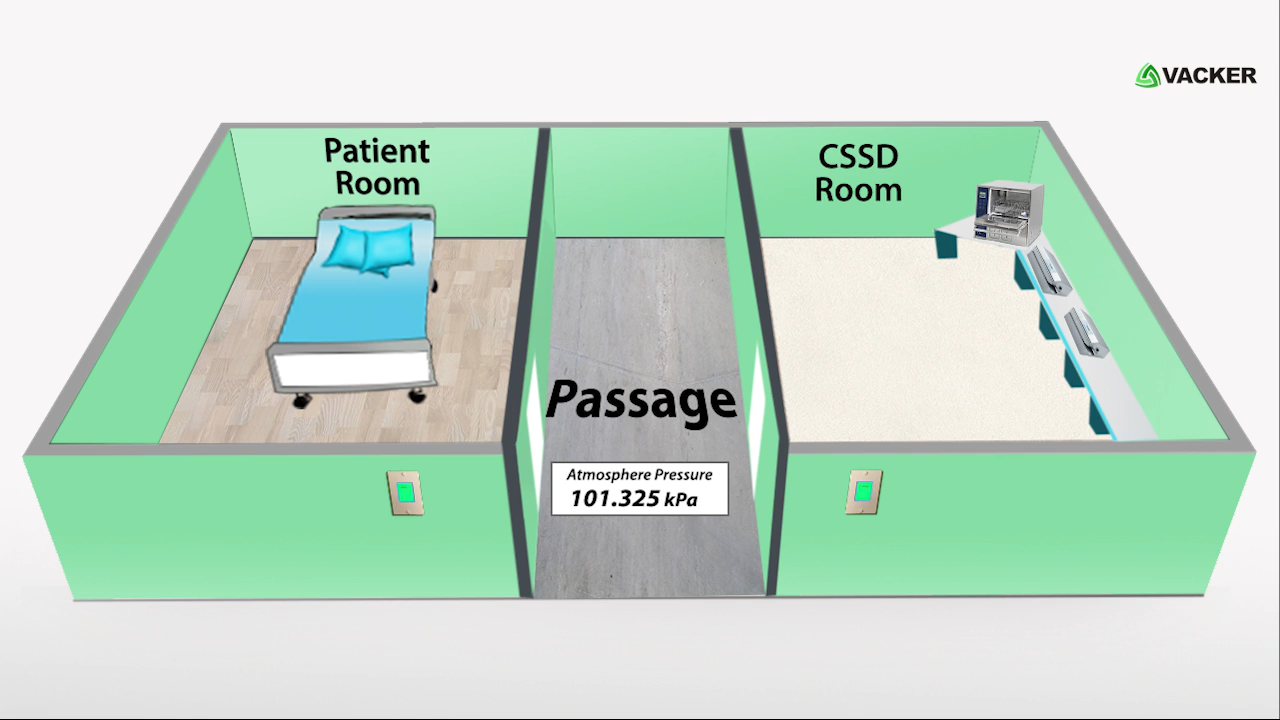 VACKER
Patient
Room
CSSD
Room
Passage
Atmosphere Pressure
101.325 kPa